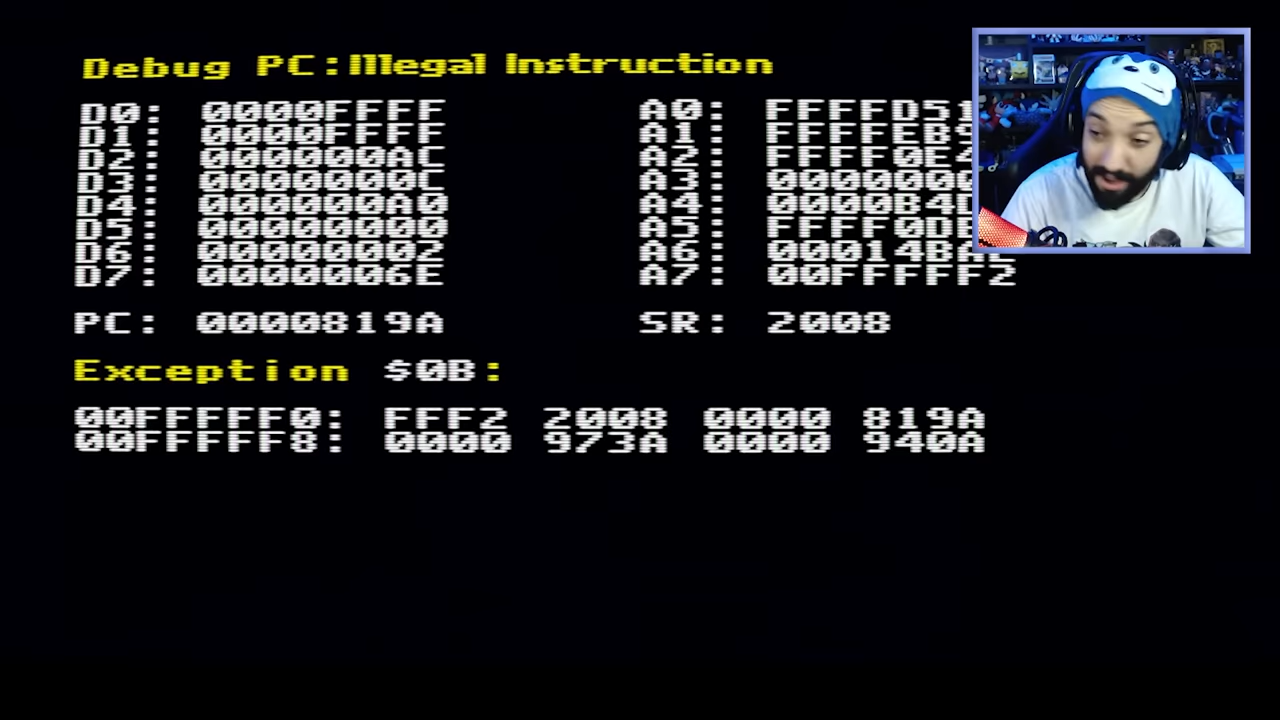 Debug PC:Illegal Instruction
D0: 0000FFFF A0: FFFFD51
D1: 0000FFFF A1: FFFFEB9
D2: 000000AC A2: FFFF0E4
D3: 0000000C A3: 0000000
D4: 000000A0 A4: 0000B4D
D5: 00000000 A5: FFFF0DE
D6: 00000002 A6: 00014BAC
D7: 0000006E A7: 00FFFFF2
PC: 0000819A SR: 2008
Exception $0B:
00FFFFF0: FFF2 2008 0000 819A
00FFFFF8: 0000 973A 0000 940A